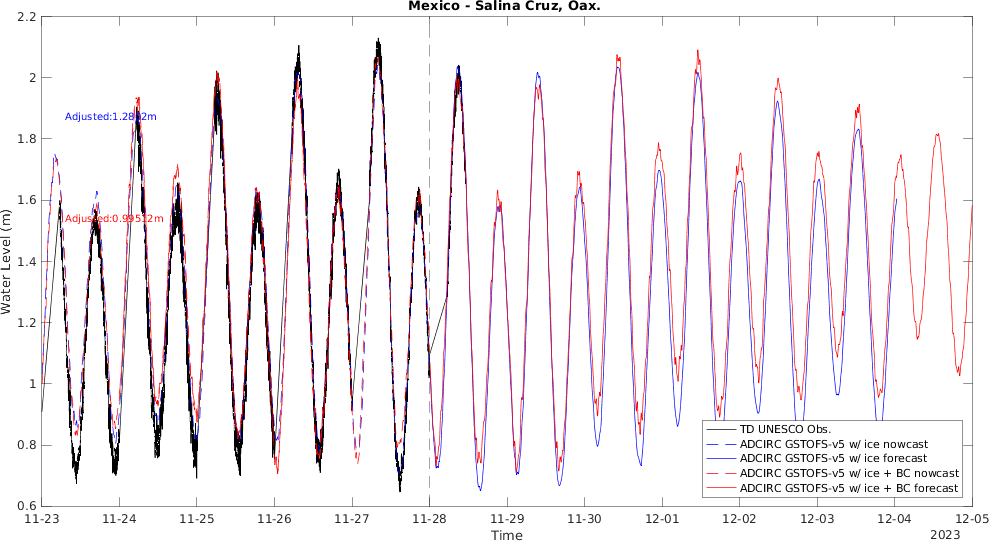 Mexico - Salina Cruz, Oax.
Water Level (m)
2.2
2
1.8
1.6
1.4
1.2
1
0.8
0.6
Adjusted:
Adjusted:0.99512m
TD UNESCO Obs.
ADCIRC GSTOFS-v5 w/ ice nowcast
ADCIRC GSTOFS-v5 w/ ice forecast
ADCIRC GSTOFS-v5 w/ ice + BC nowcast
ADCIRC GSTOFS-v5 w/ ice + BC forecast
11-23 11-24 11-25 11-26 11-27 11-28 11-29 11-30 12-01 12-02 12-03 12-04 12-05
Time
2023